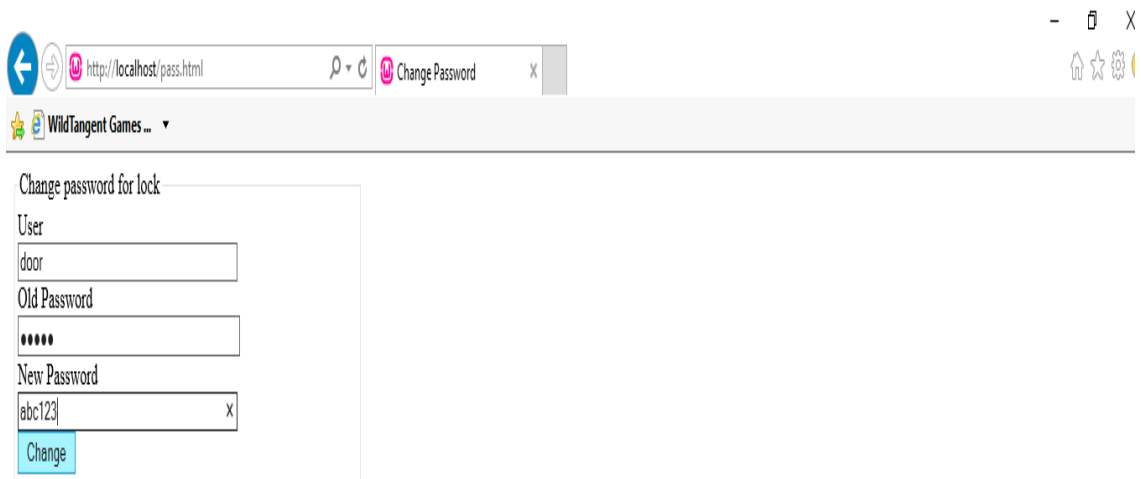 http://localhost/pass.html
Change Password
WildTangent Games ...
Change password for lock
User
door
Old Password
•••••
New Password
abc123
Change